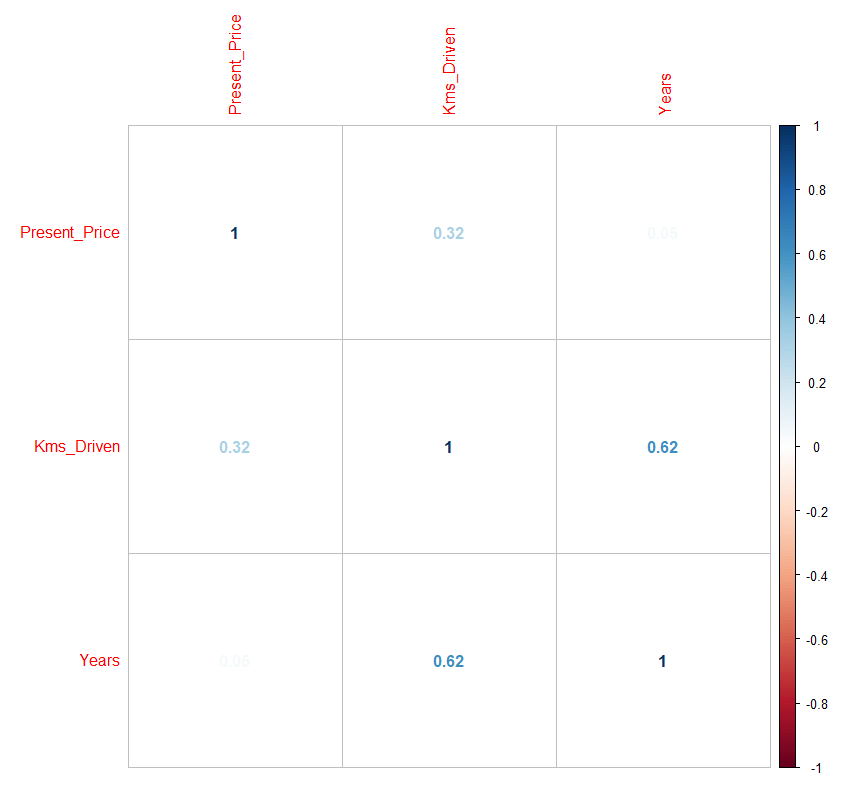 Present_Price Kms_Driven Years
Present_Price 1 0.32 0.05
Kms_Driven 0.32 1 0.62
Years 0.05 0.62 1
1
0.8
0.6
0.4
0.2
0
-0.2
-0.4
-0.6
-0.8
-1